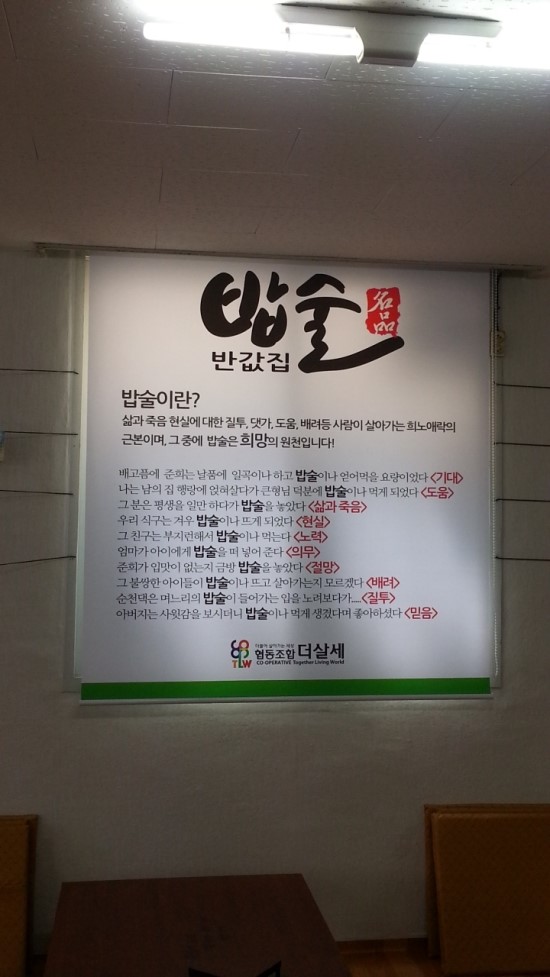 밥술 名品
반값집
밥술이란?
삶과 죽음 현실에 대한 질투, 댓가, 도움, 배려등 사람이 살아가는 희노애락의
근본이며, 그 중에 밥술은 희망의 원천입니다!
배고픔에 준희는 날품에 일곡이나 하고 밥술이나 얻어먹을 요량이었다 <기대>
나는 남의 집 행랑에 얹혀살다가 큰형님 덕분에 밥술이나 먹게 되었다 <도움>
그 분은 평생을 일만 하다가 밥술을 놓았다 <삶과 죽음>
우리 식구는 겨우 밥술이나 뜨게 되었다 <현실>
그 친구는 부지런해서 밥술이나 먹는다 <노력>
엄마가 아이에게 밥술을 떠 넣어 준다 <의무>
준희가 입맛이 없는지 금방 밥술을 놓았다 <절망>
그 불쌍한 아이들이 밥술이나 뜨고 살아가는지 모르겠다 <배려>
순천댁은 며느리의 밥술이 들어가는 입을 노려보다가..... <질투>
아버지는 사윗감을 보시더니 밥술이나 먹게 생겼다며 좋아하셨다 <믿음>
더불어 살아가는 세상
TLW 협동조합 더살세
CO-OPERATIVE Together Living World